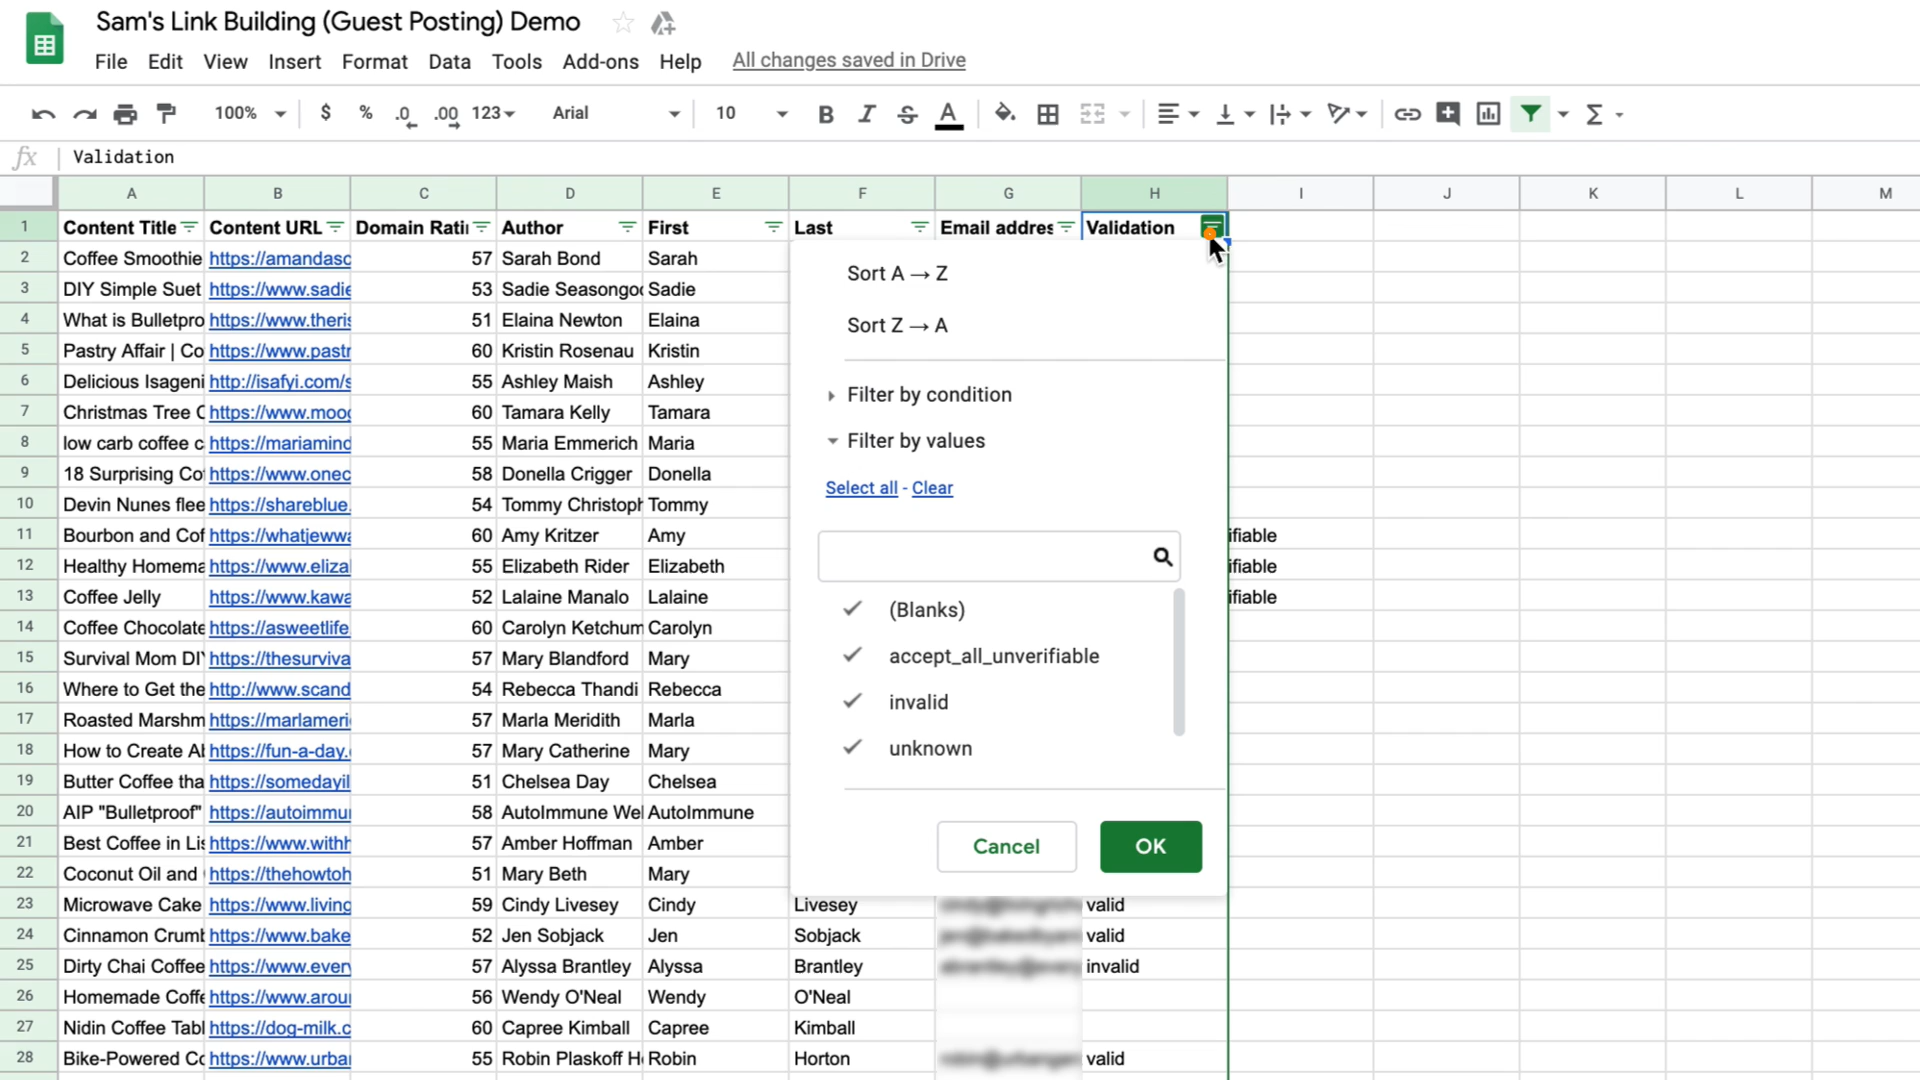 Sam's Link Building (Guest Posting) Demo
File Edit View Insert Format Data Tools Add-ons Help All changes saved in Drive
100% $ % .0 .00 123 Arial 10 B I S A Σ
fx Validation
A B C D E F G H I J K L M
1 Content Title Content URL Domain Rati Author First Last Email addres Validation
2 Coffee Smoothie https://amandasc 57 Sarah Bond Sarah
Sort A → Z
3 DIY Simple Suet https://www.sadie 53 Sadie Seasongoo Sadie
4 What is Bulletpro https://www.theris 51 Elaina Newton Elaina
Sort Z → A
5 Pastry Affair | Co https://www.pastr 60 Kristin Rosenau Kristin
6 Delicious Isageni http://isafyi.com/s 55 Ashley Maish Ashley
Filter by condition
7 Christmas Tree C https://www.mooc 60 Tamara Kelly Tamara
8 low carb coffee c https://mariamind 55 Maria Emmerich Maria
Filter by values
9 18 Surprising Cof https://www.onec 58 Donella Crigger Donella
Select all - Clear
10 Devin Nunes flee https://shareblue. 54 Tommy Christoph Tommy
11 Bourbon and Cof https://whatjewwa 60 Amy Kritzer Amy ifiable
12 Healthy Homema https://www.elizal 55 Elizabeth Rider Elizabeth ifiable
13 Coffee Jelly https://www.kawa 52 Lalaine Manalo Lalaine ifiable
(Blanks)
14 Coffee Chocolate https://asweetlife 60 Carolyn Ketchum Carolyn
15 Survival Mom DI https://thesurviva 57 Mary Blandford Mary
accept_all_unverifiable
16 Where to Get the http://www.scand 54 Rebecca Thandi Rebecca
invalid
17 Roasted Marshm https://marlameri 57 Marla Meridith Marla
18 How to Create Al https://fun-a-day. 57 Mary Catherine Mary
unknown
19 Butter Coffee tha https://somedayil 51 Chelsea Day Chelsea
20 AIP "Bulletproof" https://autoimmu 58 AutoImmune Wel AutoImmune
21 Best Coffee in Lis https://www.withh 57 Amber Hoffman Amber
Cancel OK
22 Coconut Oil and https://thehowtoh 51 Mary Beth Mary
23 Microwave Cake https://www.living 59 Cindy Livesey Cindy Livesey valid
24 Cinnamon Crumb https://www.bake 52 Jen Sobjack Jen Sobjack valid
25 Dirty Chai Coffee https://www.every 57 Alyssa Brantley Alyssa Brantley invalid
26 Homemade Coffe https://www.arour 56 Wendy O'Neal Wendy O'Neal
27 Nidin Coffee Tabl https://dog-milk.c 60 Capree Kimball Capree Kimball
28 Bike-Powered Co https://www.urbar 55 Robin Plaskoff Ho Robin Horton valid